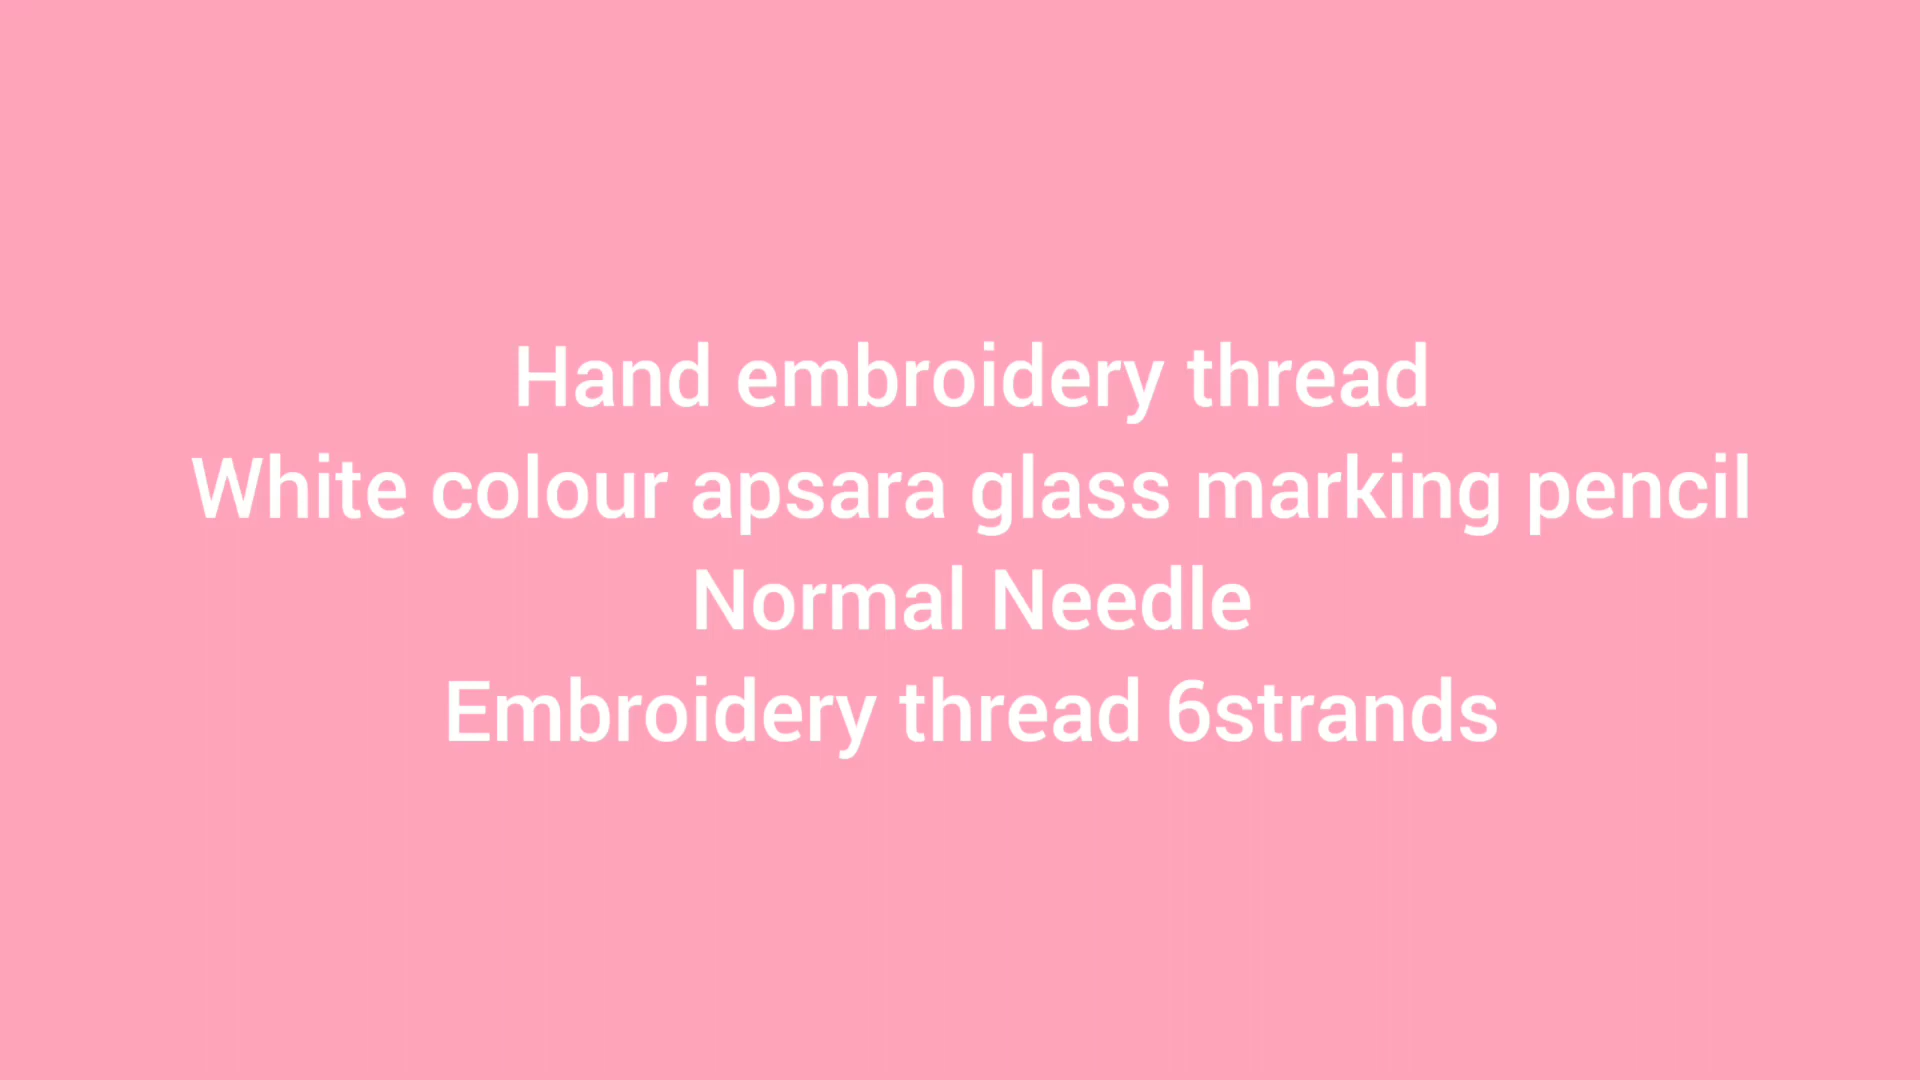 Hand embroidery thread
White colour apsara glass marking pencil
Normal Needle
Embroidery thread 6strands